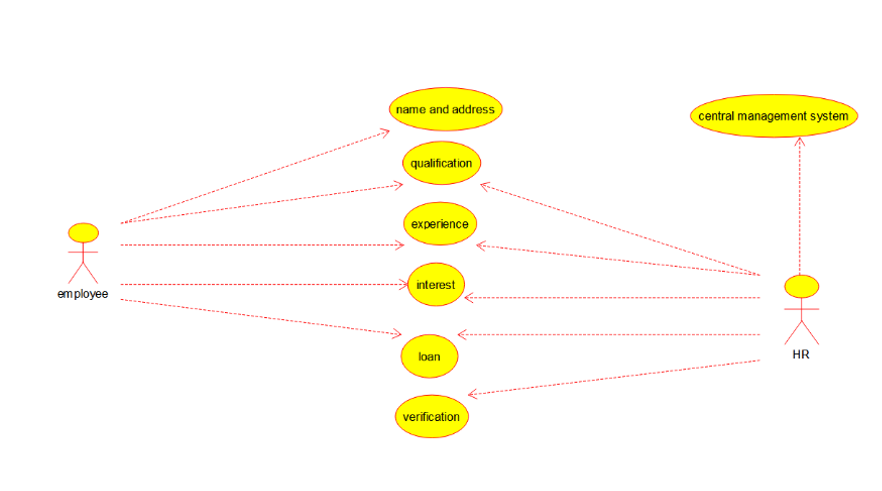 name and address
central management system
qualification
experience
employee
interest
HR
loan
verification